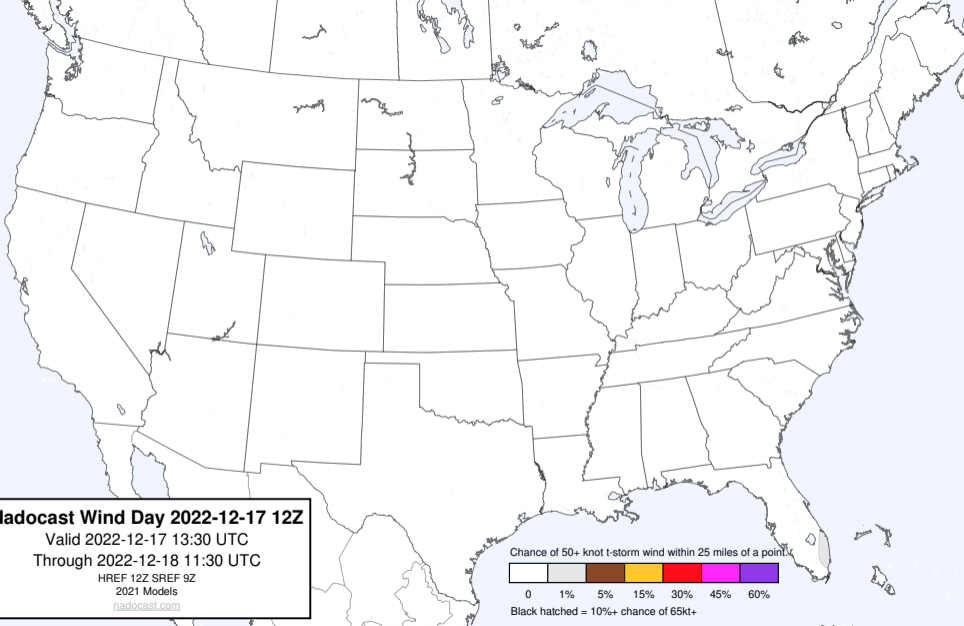 adocast Wind Day 2022-12-17 12Z
Valid 2022-12-17 13:30 UTC
Through 2022-12-18 11:30 UTC
HREF 12Z SREF 9Z
2021 Models
nadocast.com
Chance of 50+ knot t-storm wind within 25 miles of a point.
0 1% 5% 15% 30% 45% 60%
Black hatched = 10%+ chance of 65kt+